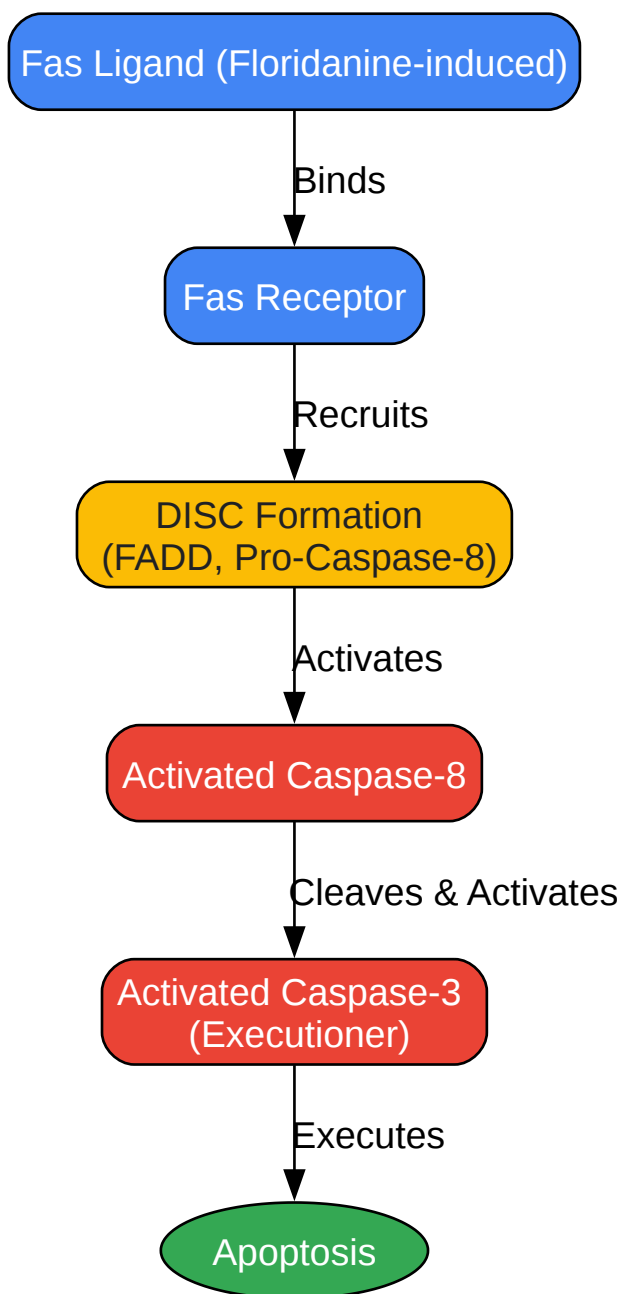 Fas Ligand (Floridanine-induced)
Binds
Fas Receptor
Recruits
DISC Formation
(FADD, Pro-Caspase-8)
Activates
Activated Caspase-8
Cleaves & Activates
Activated Caspase-3
(Executioner)
Executes
Apoptosis